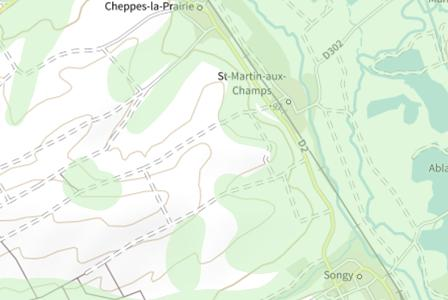 Cheppes-la-Prairie
D302
St-Martin-aux-
Champs
D2
Songy